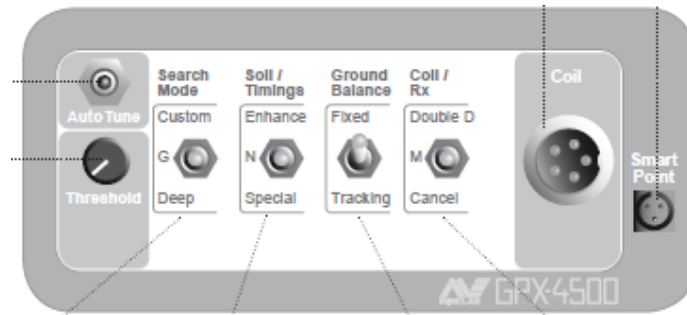 Search Mode
Soil / Timings
Ground Balance
Coil / Rx
Coil
Auto Tune
Custom
Enhance
Fixed
Double D
G
N
M
Smart Point
Threshold
Deep
Special
Tracking
Cancel
MINELAB
GPX-4500